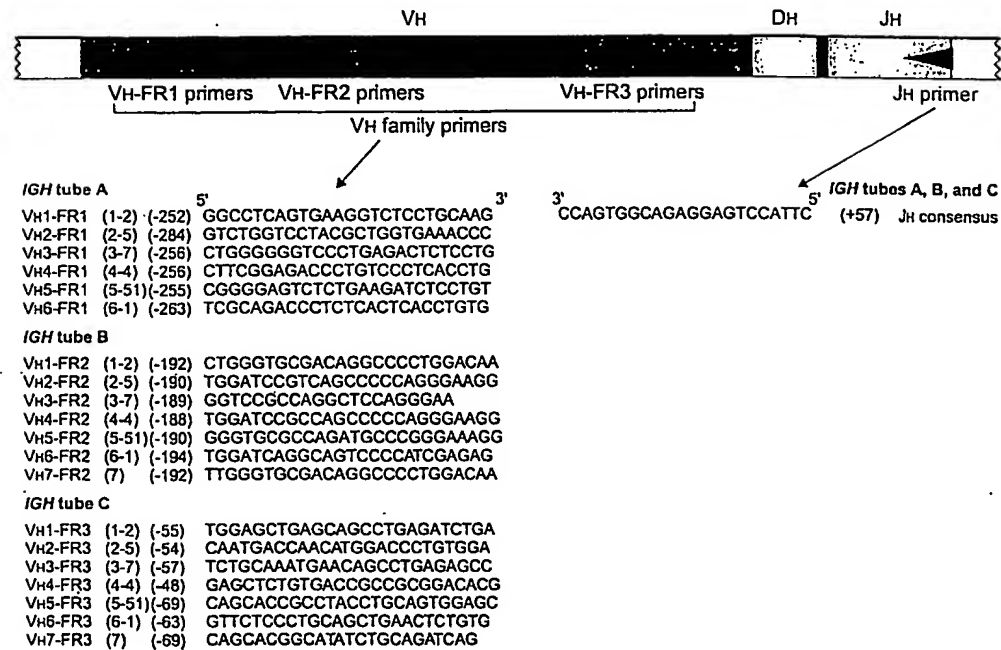 VH DH JH
VH-FR1 primers VH-FR2 primers VH-FR3 primers JH primer
VH family primers
IGH tube A 5' 3' 3' 5' IGH tubes A, B, and C
VH1-FR1 (1-2) (-252) GGCCTCAGTGAAGGTCTCCTGCAAG CCAGTGGCAGAGGAGTCCATTC (+57) JH consensus
VH2-FR1 (2-5) (-284) GTCTGGTCCTACGCTGGTGAAACCC
VH3-FR1 (3-7) (-256) CTGGGGGGTCCCTGAGACTCTCCTG
VH4-FR1 (4-4) (-256) CTTCGGAGACCCTGTCCCTCACCTG
VH5-FR1 (5-51) (-255) CGGGGAGTCTCTGAAGATCTCCTGT
VH6-FR1 (6-1) (-263) TCGCAGACCCTCTCACTCACCTGTG
IGH tube B
VH1-FR2 (1-2) (-192) CTGGGTGCGACAGGCCCCTGGACAA
VH2-FR2 (2-5) (-190) TGGATCCGTCAGCCCCCAGGGAAGG
VH3-FR2 (3-7) (-189) GGTCCGCCAGGCTCCAGGGAA
VH4-FR2 (4-4) (-188) TGGATCCGCCAGCCCCCAGGGAAGG
VH5-FR2 (5-51) (-190) GGGTGCGCCAGATGCCCGGGAAAGG
VH6-FR2 (6-1) (-194) TGGATCAGGCAGTCCCCATCGAGAG
VH7-FR2 (7) (-192) TTGGGTGCGACAGGCCCCTGGACAA
IGH tube C
VH1-FR3 (1-2) (-55) TGGAGCTGAGCAGCCTGAGATCTGA
VH2-FR3 (2-5) (-54) CAATGACCAACATGGACCCTGTGGA
VH3-FR3 (3-7) (-57) TCTGCAAATGAACAGCCTGAGAGCC
VH4-FR3 (4-4) (-48) GAGCTCTGTGACCGCCGCGGACACG
VH5-FR3 (5-51) (-69) CAGCACCGCCTACCTGCAGTGGAGC
VH6-FR3 (6-1) (-63) GTTCTCCCTGCAGCTGAACTCTGTG
VH7-FR3 (7) (-69) CAGCACGGCATATCTGCAGATCAG